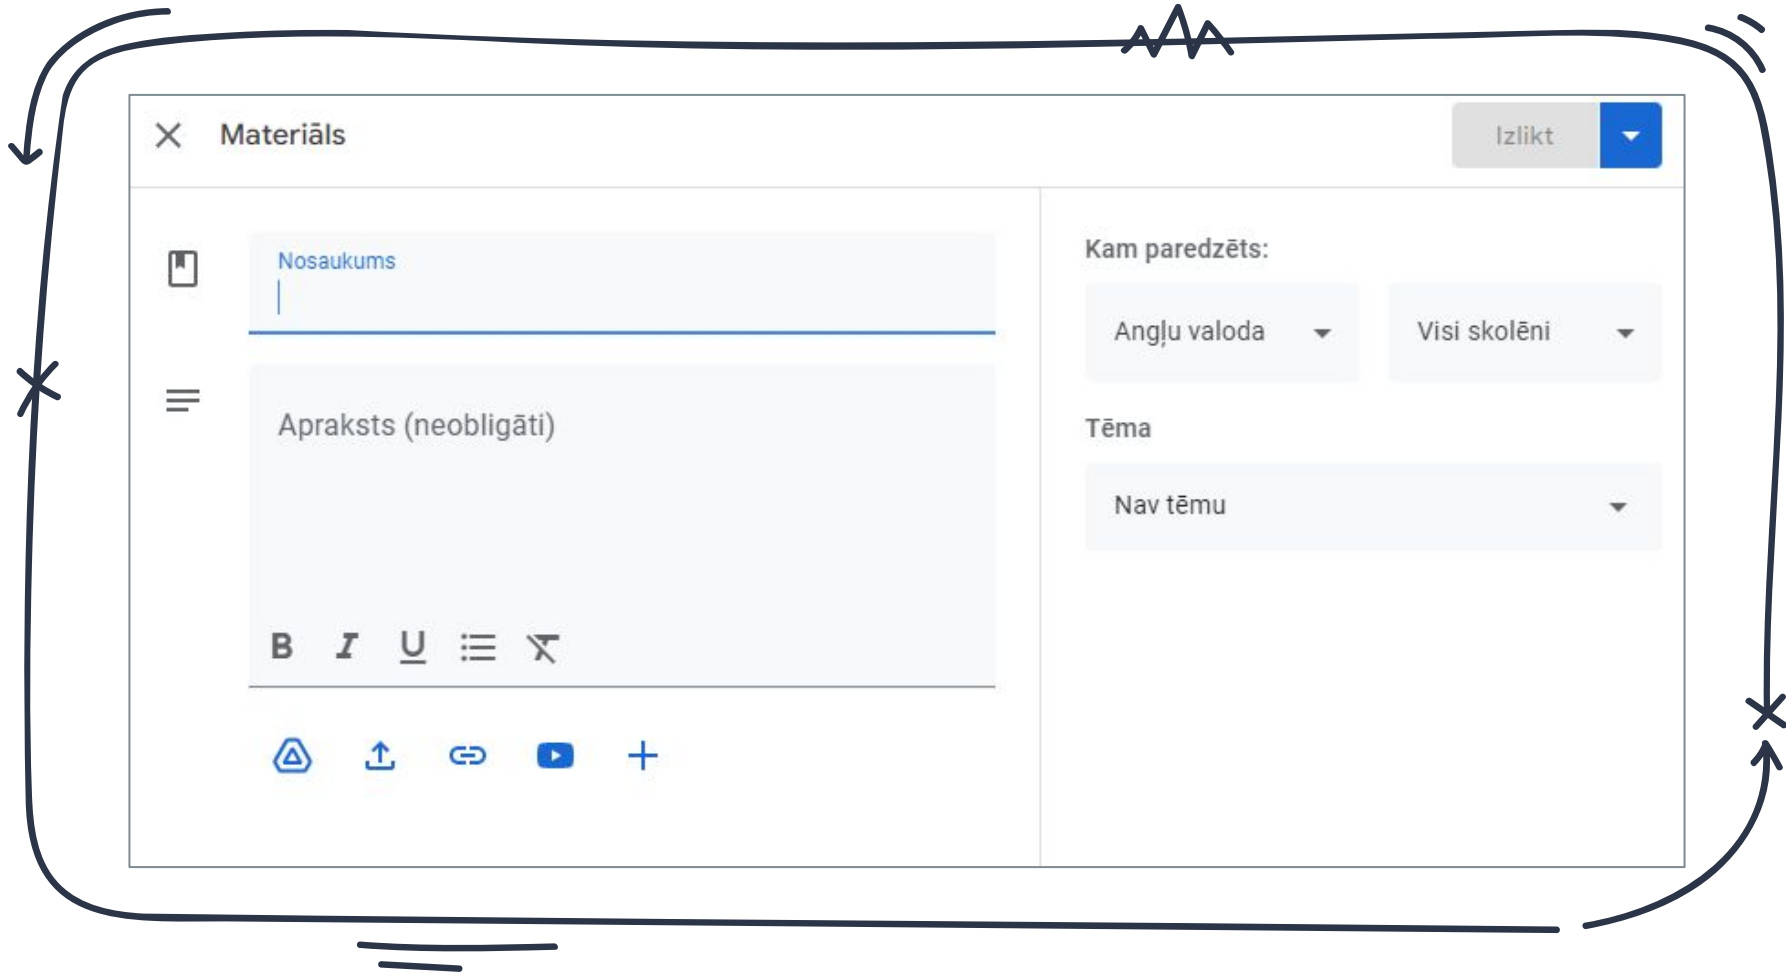 Materiāls
Izlikt
Nosaukums
Apraksts (neobligāti)
B I U
Kam paredzēts:
Angļu valoda
Visi skolēni
Tēma
Nav tēmu